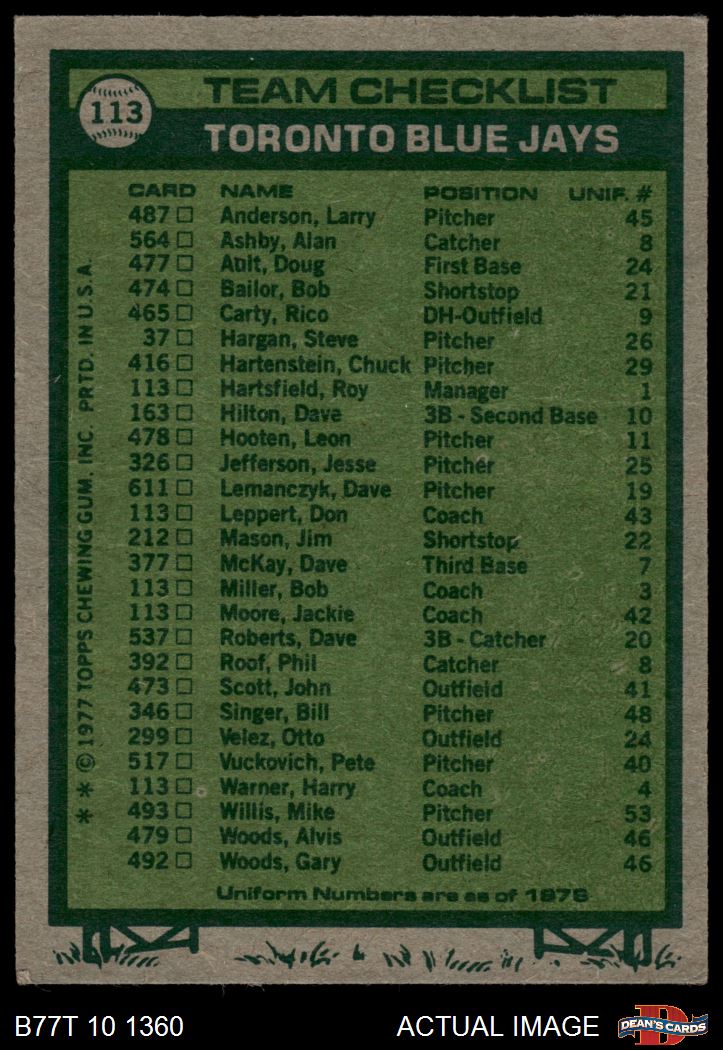 113
TEAM CHECKLIST
TORONTO BLUE JAYS
CARD NAME POSITION UNIF. #
487 Anderson, Larry Pitcher 45
564 Ashby, Alan Catcher 8
477 Ault, Doug First Base 24
474 Bailor, Bob Shortstop 21
465 Carty, Rico DH-Outfield 9
37 Hargan, Steve Pitcher 26
416 Hartenstein, Chuck Pitcher 29
113 Hartsfield, Roy Manager 1
163 Hilton, Dave 3B - Second Base 10
478 Hooten, Leon Pitcher 11
326 Jefferson, Jesse Pitcher 25
611 Lemanczyk, Dave Pitcher 19
113 Leppert, Don Coach 43
212 Mason, Jim Shortstop 22
377 McKay, Dave Third Base 7
113 Miller, Bob Coach 3
113 Moore, Jackie Coach 42
537 Roberts, Dave 3B - Catcher 20
392 Roof, Phil Catcher 8
473 Scott, John Outfield 41
346 Singer, Bill Pitcher 48
299 Velez, Otto Outfield 24
517 Vuckovich, Pete Pitcher 40
113 Warner, Harry Coach 4
493 Willis, Mike Pitcher 53
479 Woods, Alvis Outfield 46
492 Woods, Gary Outfield 46
Uniform Numbers are as of 1976
* * © 1977 TOPPS CHEWING GUM, INC. PRTD. IN U.S.A.
B77T 10 1360 ACTUAL IMAGE
D
DEAN'S CARDS